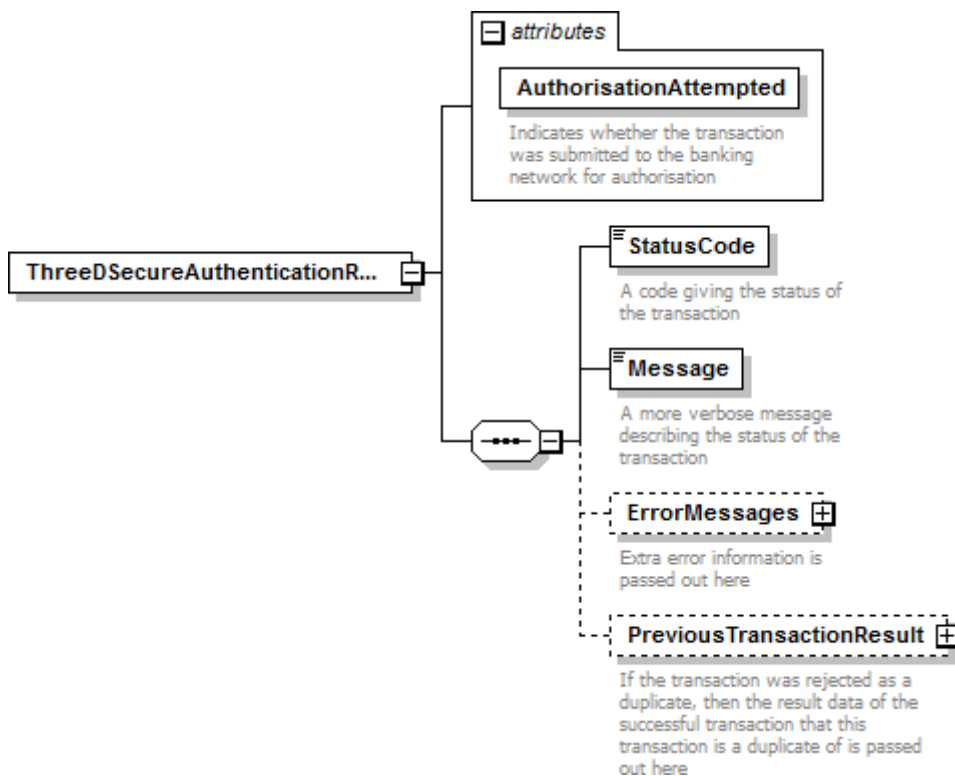 attributes
AuthorisationAttempted
Indicates whether the transaction
was submitted to the banking
network for authorisation
ThreeDSecureAuthenticationR...
StatusCode
A code giving the status of
the transaction
Message
A more verbose message
describing the status of the
transaction
ErrorMessages
Extra error information is
passed out here
PreviousTransactionResult
If the transaction was rejected as a
duplicate, then the result data of the
successful transaction that this
transaction is a duplicate of is passed
out here